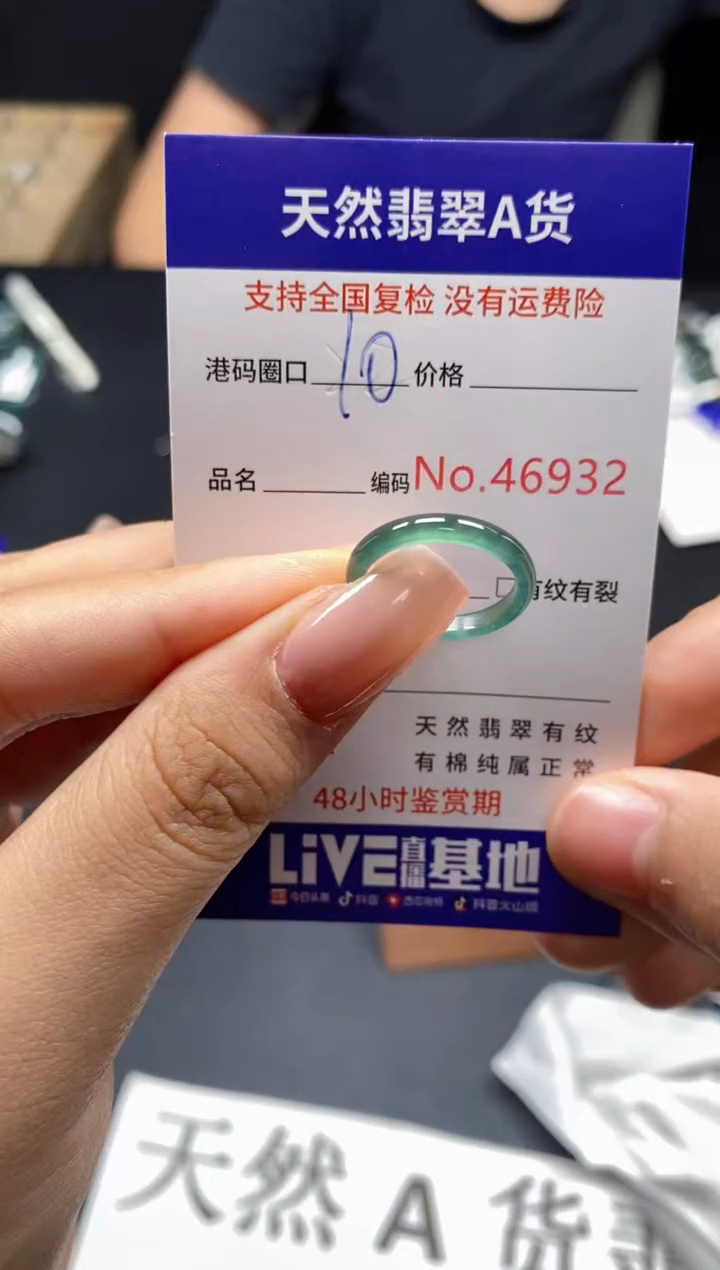 天然翡翠A货
支持全国复检 没有运费险
港码圈口 10 价格
品名 编码 No.46932
有纹有裂
天然翡翠有纹
有棉纯属正常
48小时鉴赏期
LiVE直播基地
今日头条 抖音 西瓜视频 抖音火山版
天然A货